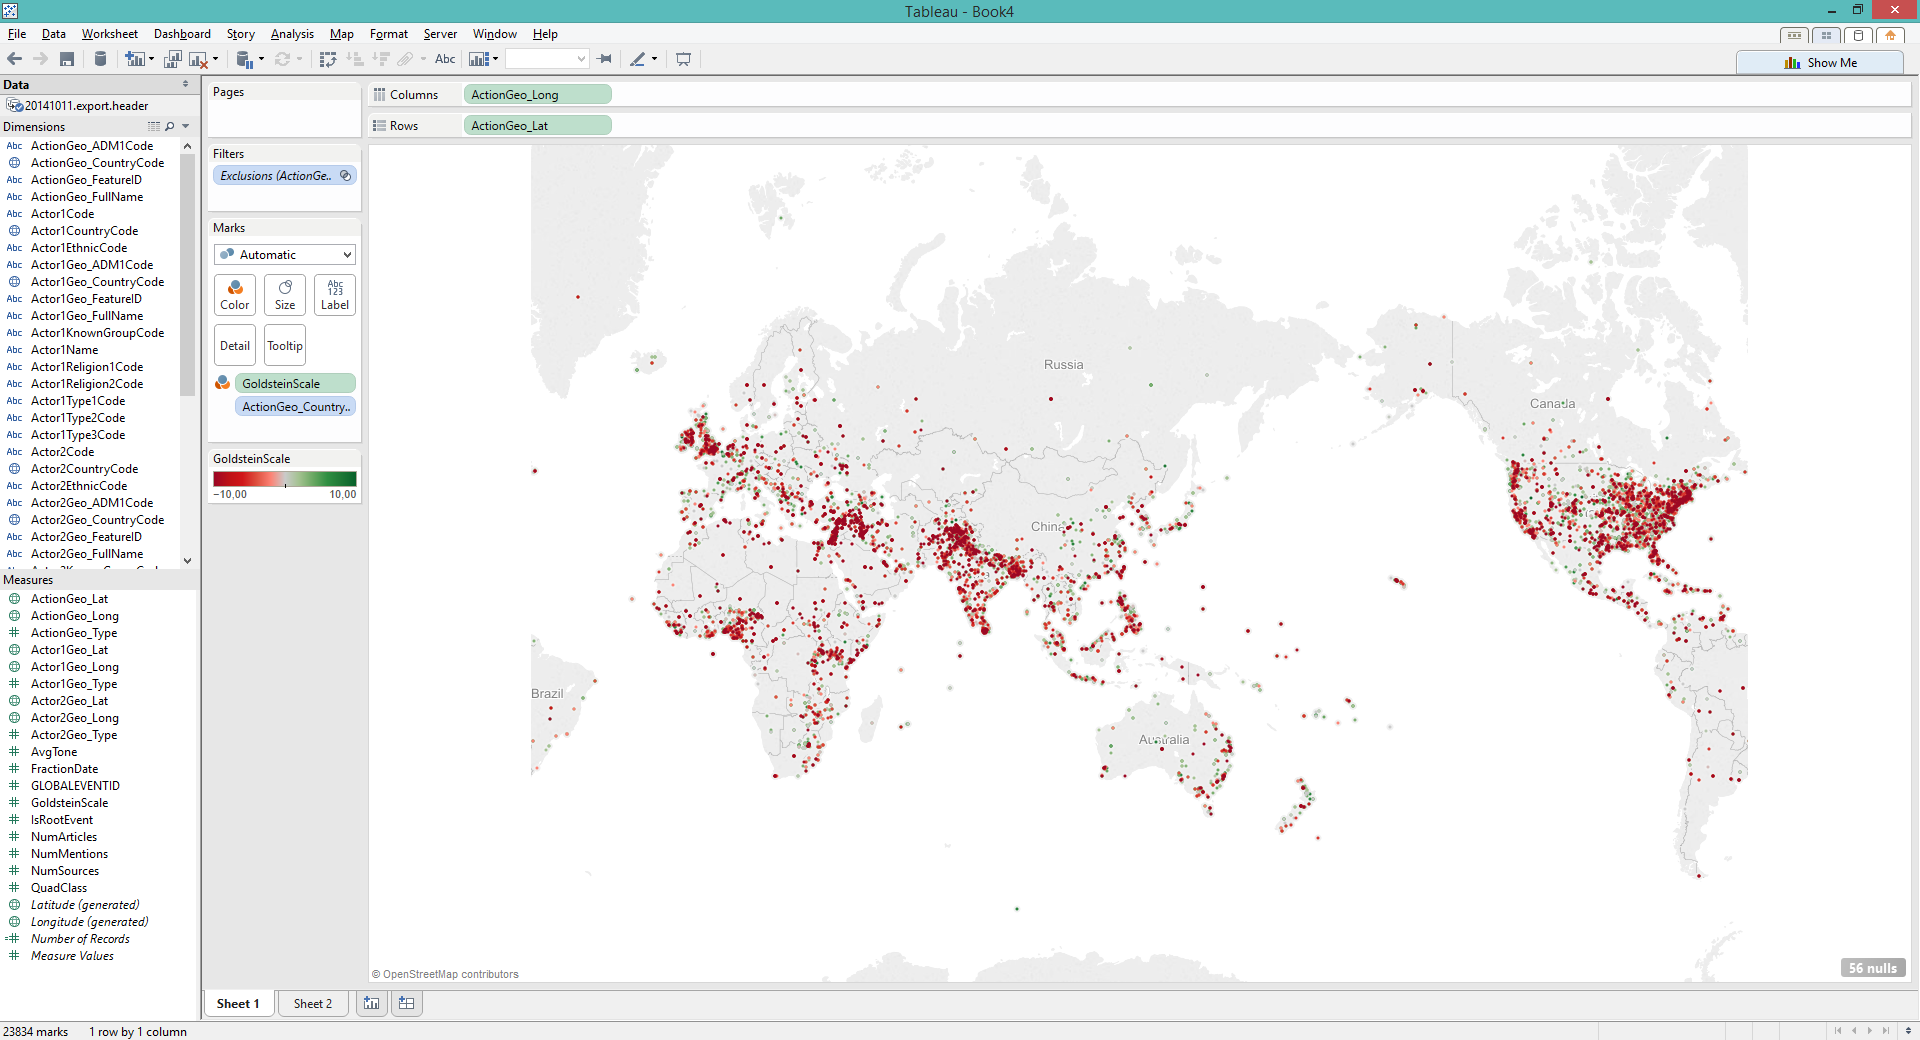 Tableau - Book4
File Data Worksheet Dashboard Story Analysis Map Format Server Window Help
Abc
Show Me
Data
20141011.export.header
Dimensions
Abc ActionGeo_ADM1Code
ActionGeo_CountryCode
Abc ActionGeo_FeatureID
Abc ActionGeo_FullName
Abc Actor1Code
Actor1CountryCode
Abc Actor1EthnicCode
Abc Actor1Geo_ADM1Code
Actor1Geo_CountryCode
Abc Actor1Geo_FeatureID
Abc Actor1Geo_FullName
Abc Actor1KnownGroupCode
Abc Actor1Name
Abc Actor1Religion1Code
Abc Actor1Religion2Code
Abc Actor1Type1Code
Abc Actor1Type2Code
Abc Actor1Type3Code
Abc Actor2Code
Actor2CountryCode
Abc Actor2EthnicCode
Abc Actor2Geo_ADM1Code
Actor2Geo_CountryCode
Abc Actor2Geo_FeatureID
Abc Actor2Geo_FullName
Measures
ActionGeo_Lat
ActionGeo_Long
# ActionGeo_Type
Actor1Geo_Lat
Actor1Geo_Long
# Actor1Geo_Type
Actor2Geo_Lat
Actor2Geo_Long
# Actor2Geo_Type
# AvgTone
# FractionDate
# GLOBALEVENTID
# GoldsteinScale
# IsRootEvent
# NumArticles
# NumMentions
# NumSources
# QuadClass
Latitude (generated)
Longitude (generated)
=# Number of Records
# Measure Values
Pages
Filters
Exclusions (ActionGe..
Marks
Automatic
Color
Size
Abc
123
Label
Detail
Tooltip
GoldsteinScale
ActionGeo_Country..
GoldsteinScale
−10,00 10,00
Columns ActionGeo_Long
Rows ActionGeo_Lat
Russia
Canada
China
Brazil
Australia
© OpenStreetMap contributors
56 nulls
Sheet 1
Sheet 2
23834 marks 1 row by 1 column